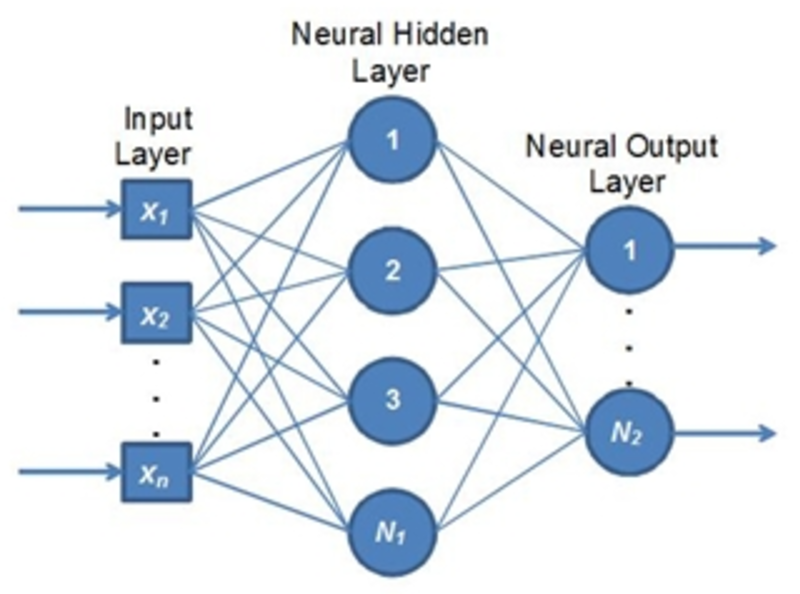 Neural Hidden
Layer
Input
Layer
Neural Output
Layer
x₁
x₂
xₙ
1
2
3
N₁
1
N₂